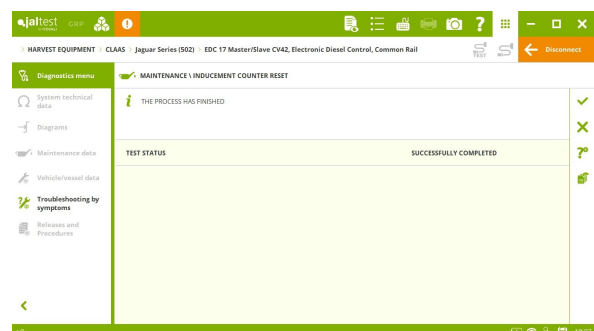 jaltest GRP
HARVEST EQUIPMENT > CLAAS > Jaguar Series (502) > EDC 17 Master/Slave CV42, Electronic Diesel Control, Common Rail
TEST
Disconnect
Diagnostics menu
MAINTENANCE \ INDUCEMENT COUNTER RESET
System technical
data
THE PROCESS HAS FINISHED
Diagrams
Maintenance data
TEST STATUS SUCCESSFULLY COMPLETED
Vehicle/vessel data
Troubleshooting by
symptoms
Releases and
Procedures